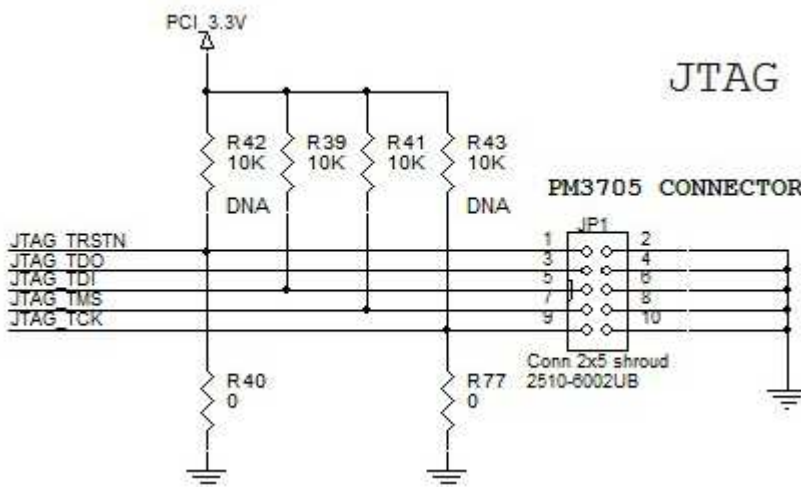 PCI_3.3V
JTAG
R42
10K
DNA
R39
10K
R41
10K
R43
10K
DNA
PM3705 CONNECTOR
JP1
JTAG_TRSTN
JTAG_TDO
JTAG_TDI
JTAG_TMS
JTAG_TCK
1 2
3 4
5 6
7 8
9 10
Conn 2x5 shroud
2510-6002UB
R40
0
R77
0